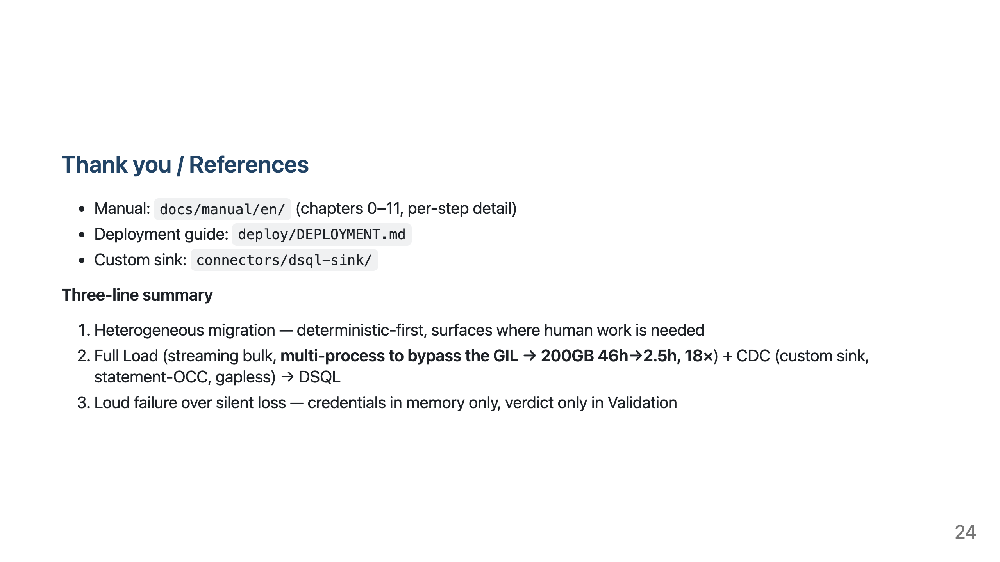 Thank you / References
• Manual: docs/manual/en/ (chapters 0–11, per-step detail)
• Deployment guide: deploy/DEPLOYMENT.md
• Custom sink: connectors/dsql-sink/
Three-line summary
1. Heterogeneous migration — deterministic-first, surfaces where human work is needed
2. Full Load (streaming bulk, multi-process to bypass the GIL → 200GB 46h→2.5h, 18×) + CDC (custom sink,
statement-OCC, gapless) → DSQL
3. Loud failure over silent loss — credentials in memory only, verdict only in Validation
24